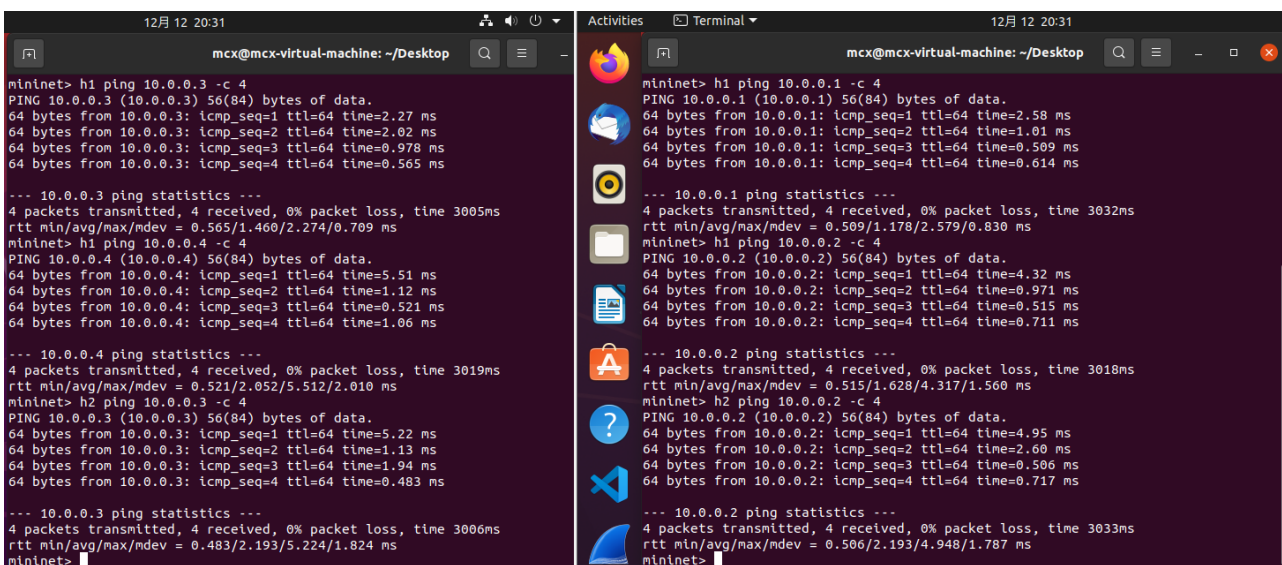 12月 12 20:31
mcx@mcx-virtual-machine: ~/Desktop
mininet> h1 ping 10.0.0.3 -c 4
PING 10.0.0.3 (10.0.0.3) 56(84) bytes of data.
64 bytes from 10.0.0.3: icmp_seq=1 ttl=64 time=2.27 ms
64 bytes from 10.0.0.3: icmp_seq=2 ttl=64 time=2.02 ms
64 bytes from 10.0.0.3: icmp_seq=3 ttl=64 time=0.978 ms
64 bytes from 10.0.0.3: icmp_seq=4 ttl=64 time=0.565 ms
--- 10.0.0.3 ping statistics ---
4 packets transmitted, 4 received, 0% packet loss, time 3005ms
rtt min/avg/max/mdev = 0.565/1.460/2.274/0.709 ms
mininet> h1 ping 10.0.0.4 -c 4
PING 10.0.0.4 (10.0.0.4) 56(84) bytes of data.
64 bytes from 10.0.0.4: icmp_seq=1 ttl=64 time=5.51 ms
64 bytes from 10.0.0.4: icmp_seq=2 ttl=64 time=1.12 ms
64 bytes from 10.0.0.4: icmp_seq=3 ttl=64 time=0.521 ms
64 bytes from 10.0.0.4: icmp_seq=4 ttl=64 time=1.06 ms
--- 10.0.0.4 ping statistics ---
4 packets transmitted, 4 received, 0% packet loss, time 3019ms
rtt min/avg/max/mdev = 0.521/2.052/5.512/2.010 ms
mininet> h2 ping 10.0.0.3 -c 4
PING 10.0.0.3 (10.0.0.3) 56(84) bytes of data.
64 bytes from 10.0.0.3: icmp_seq=1 ttl=64 time=5.22 ms
64 bytes from 10.0.0.3: icmp_seq=2 ttl=64 time=1.13 ms
64 bytes from 10.0.0.3: icmp_seq=3 ttl=64 time=1.94 ms
64 bytes from 10.0.0.3: icmp_seq=4 ttl=64 time=0.483 ms
--- 10.0.0.3 ping statistics ---
4 packets transmitted, 4 received, 0% packet loss, time 3006ms
rtt min/avg/max/mdev = 0.483/2.193/5.224/1.824 ms
mininet>
Activities Terminal 12月 12 20:31
mcx@mcx-virtual-machine: ~/Desktop
mininet> h1 ping 10.0.0.1 -c 4
PING 10.0.0.1 (10.0.0.1) 56(84) bytes of data.
64 bytes from 10.0.0.1: icmp_seq=1 ttl=64 time=2.58 ms
64 bytes from 10.0.0.1: icmp_seq=2 ttl=64 time=1.01 ms
64 bytes from 10.0.0.1: icmp_seq=3 ttl=64 time=0.509 ms
64 bytes from 10.0.0.1: icmp_seq=4 ttl=64 time=0.614 ms
--- 10.0.0.1 ping statistics ---
4 packets transmitted, 4 received, 0% packet loss, time 3032ms
rtt min/avg/max/mdev = 0.509/1.178/2.579/0.830 ms
mininet> h1 ping 10.0.0.2 -c 4
PING 10.0.0.2 (10.0.0.2) 56(84) bytes of data.
64 bytes from 10.0.0.2: icmp_seq=1 ttl=64 time=4.32 ms
64 bytes from 10.0.0.2: icmp_seq=2 ttl=64 time=0.971 ms
64 bytes from 10.0.0.2: icmp_seq=3 ttl=64 time=0.515 ms
64 bytes from 10.0.0.2: icmp_seq=4 ttl=64 time=0.711 ms
--- 10.0.0.2 ping statistics ---
4 packets transmitted, 4 received, 0% packet loss, time 3018ms
rtt min/avg/max/mdev = 0.515/1.628/4.317/1.560 ms
mininet> h2 ping 10.0.0.2 -c 4
PING 10.0.0.2 (10.0.0.2) 56(84) bytes of data.
64 bytes from 10.0.0.2: icmp_seq=1 ttl=64 time=4.95 ms
64 bytes from 10.0.0.2: icmp_seq=2 ttl=64 time=2.60 ms
64 bytes from 10.0.0.2: icmp_seq=3 ttl=64 time=0.506 ms
64 bytes from 10.0.0.2: icmp_seq=4 ttl=64 time=0.717 ms
--- 10.0.0.2 ping statistics ---
4 packets transmitted, 4 received, 0% packet loss, time 3033ms
rtt min/avg/max/mdev = 0.506/2.193/4.948/1.787 ms
mininet>